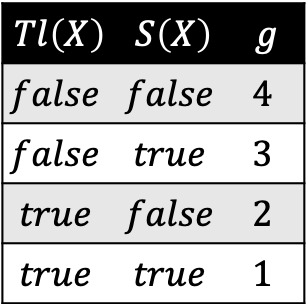 Tl(X) S(X) g
false false 4
false true 3
true false 2
true true 1